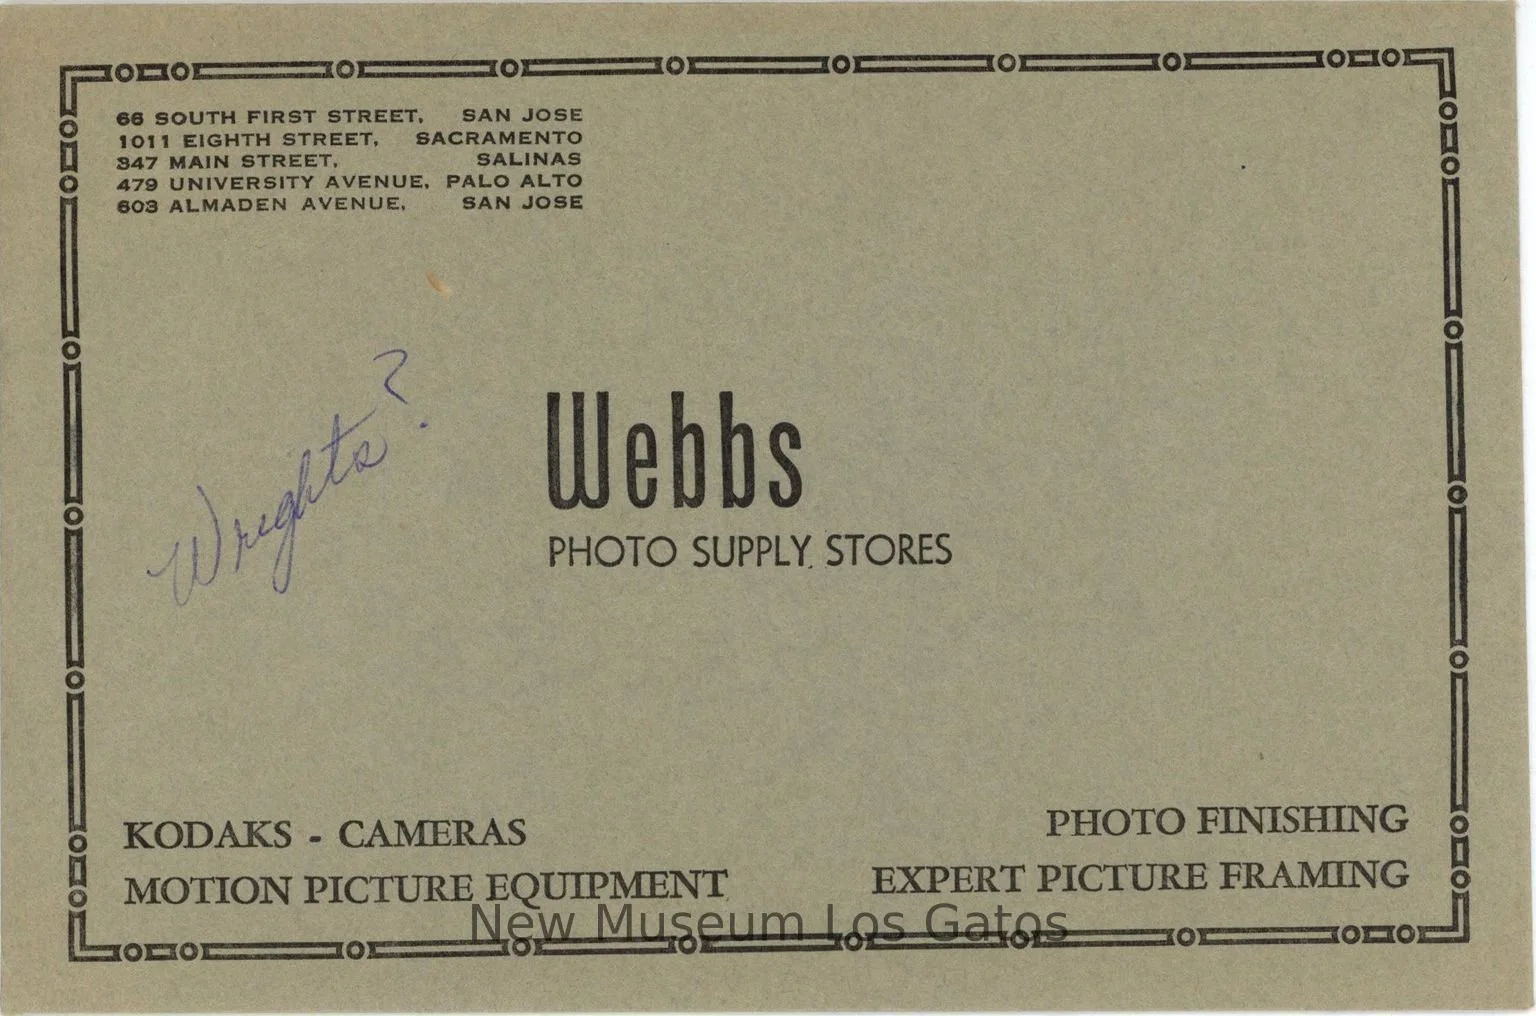 66 SOUTH FIRST STREET, SAN JOSE
1011 EIGHTH STREET, SACRAMENTO
347 MAIN STREET, SALINAS
479 UNIVERSITY AVENUE, PALO ALTO
603 ALMADEN AVENUE, SAN JOSE
Wrights?
Webbs
PHOTO SUPPLY STORES
KODAKS - CAMERAS
MOTION PICTURE EQUIPMENT
PHOTO FINISHING
EXPERT PICTURE FRAMING
New Museum Los Gatos